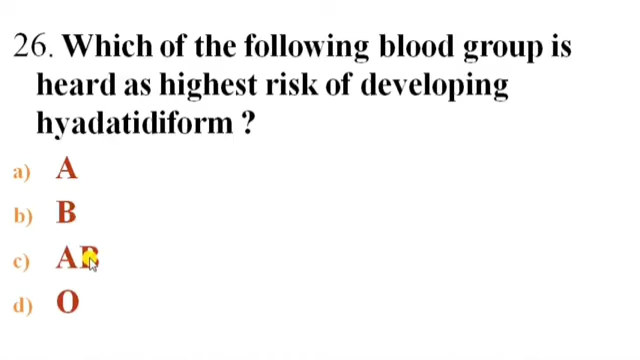 26. Which of the following blood group is
heard as highest risk of developing
hyadatidiform ?
a) A
b) B
c) AB
d) O